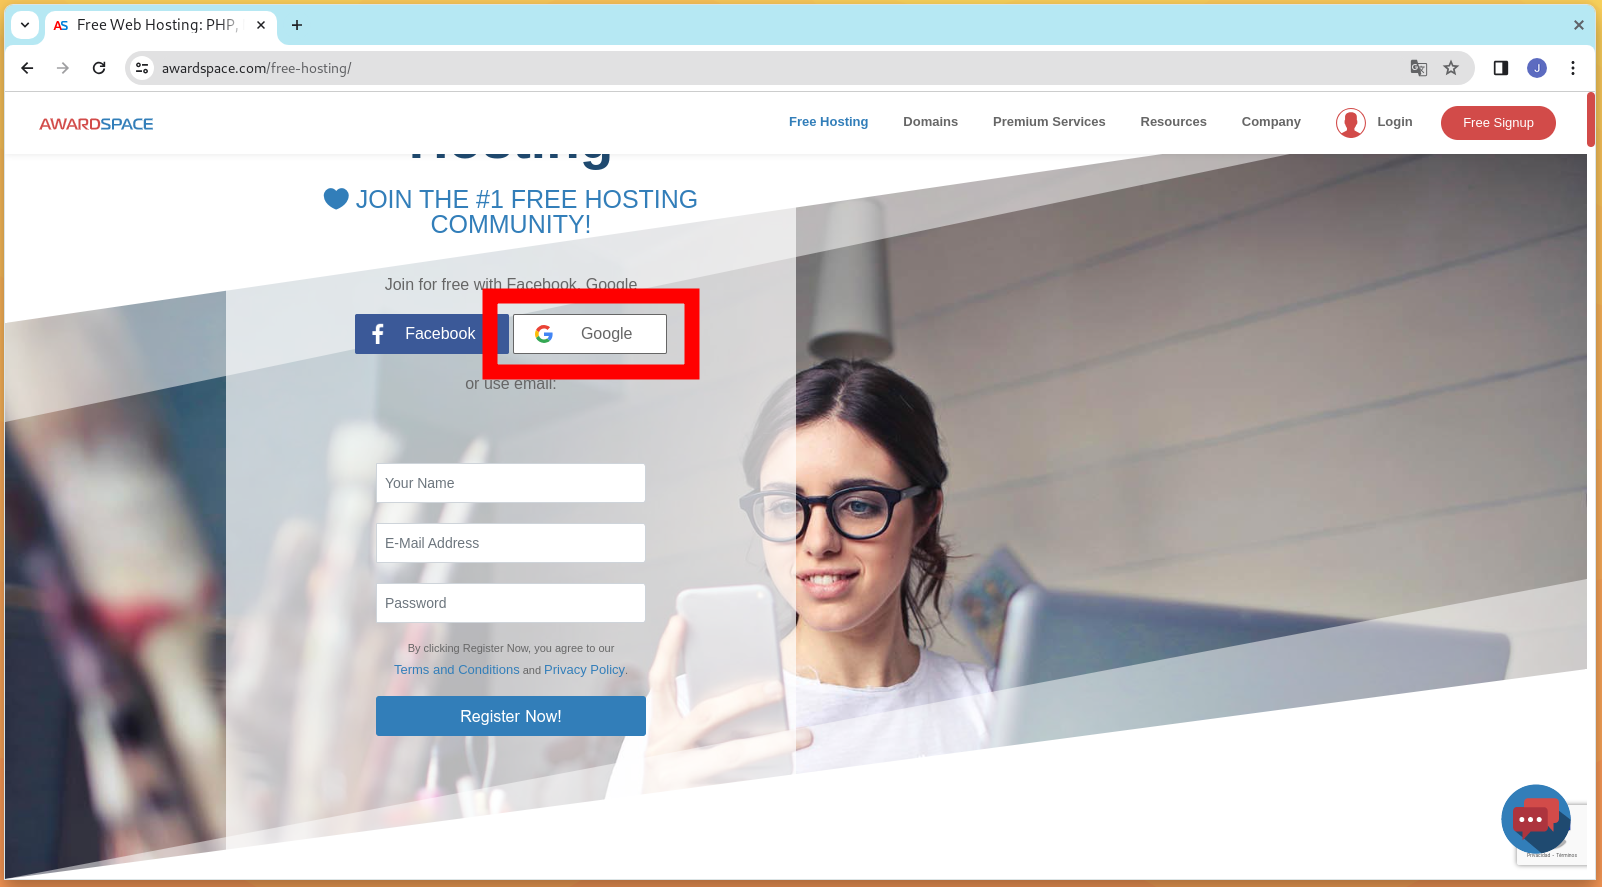 Free Web Hosting: PHP,
awardspace.com/free-hosting/
J
AWARDSPACE
Free Hosting
Domains
Premium Services
Resources
Company
Login
Free Signup
Hosting
JOIN THE #1 FREE HOSTING
COMMUNITY!
Join for free with Facebook, Google
Facebook
Google
or use email:
Your Name
E-Mail Address
Password
By clicking Register Now, you agree to our
Terms and Conditions and Privacy Policy.
Register Now!
Privacidad - Términos